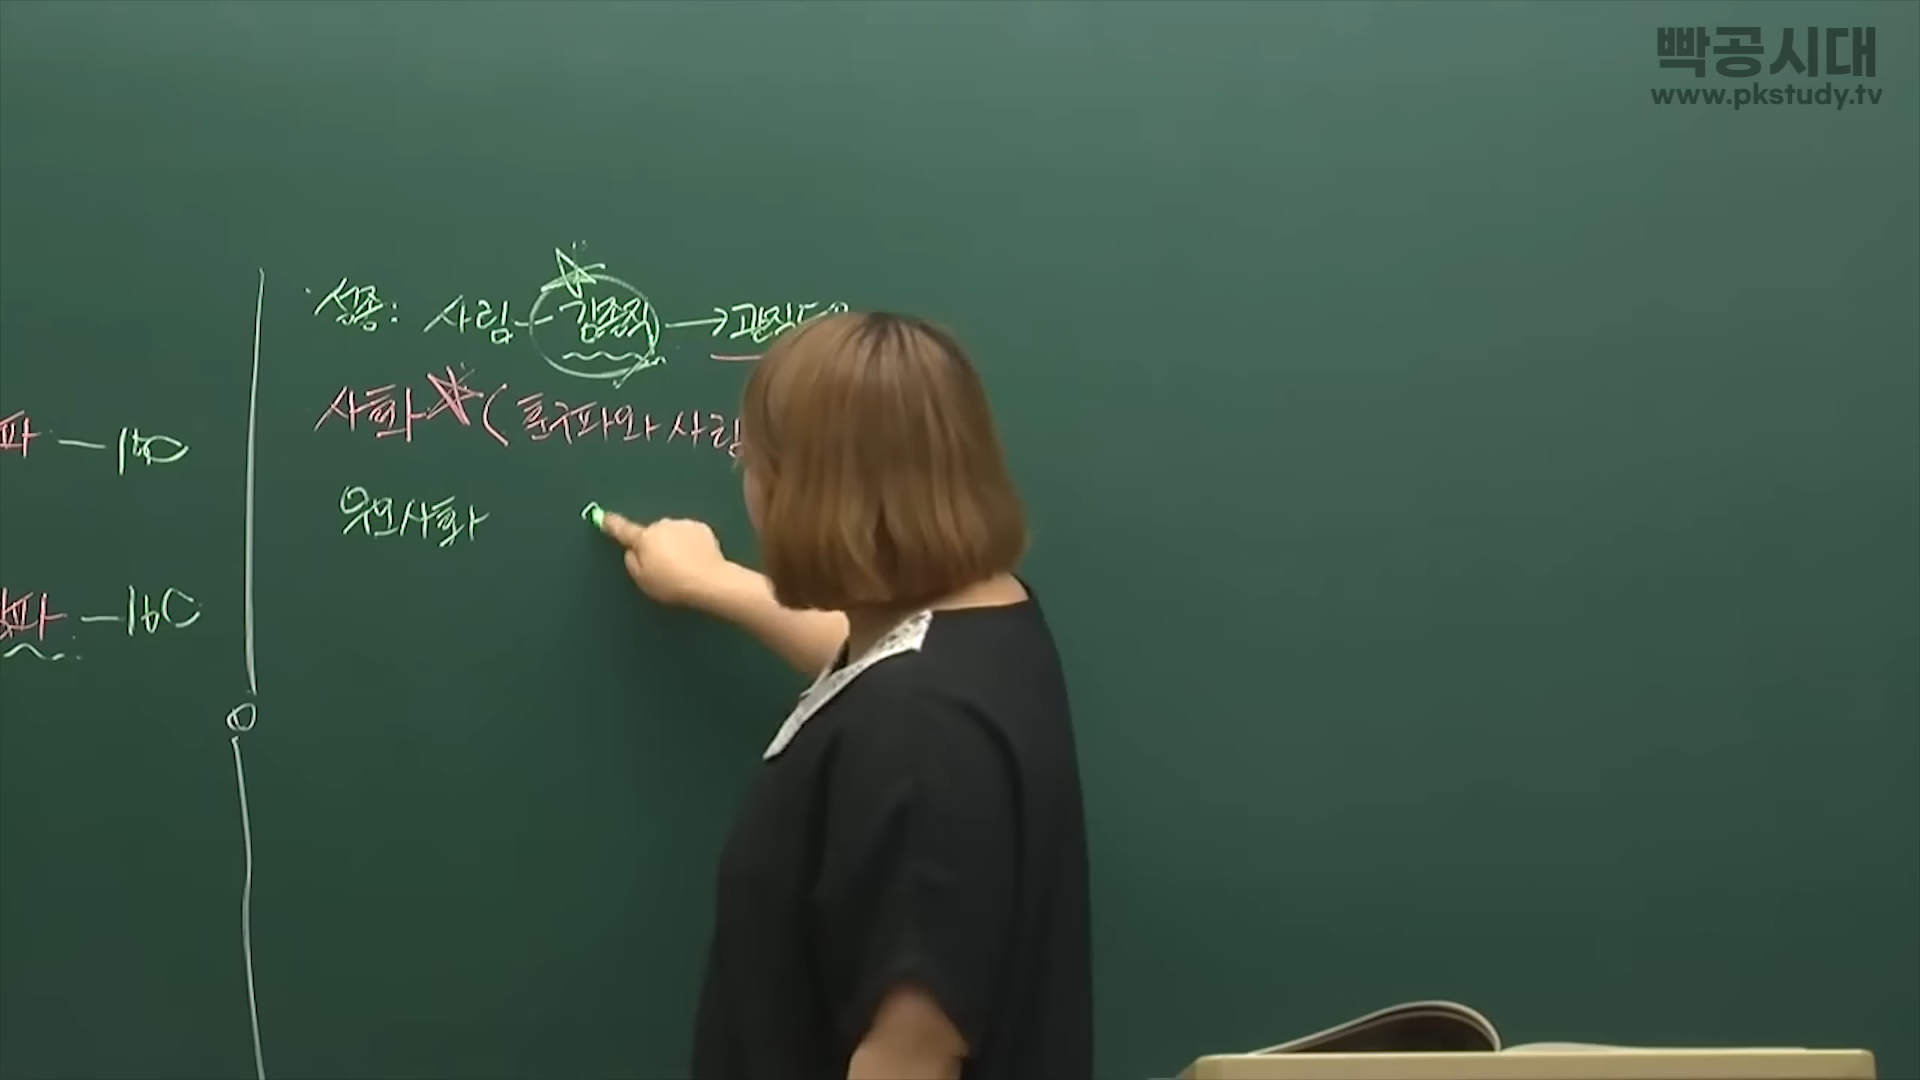 빡공시대
www.pkstudy.tv
성종: 사림 - 김종직 → 관직
사화 ( 훈구파와 사림
무오사화
파 - 15C
파 - 16C